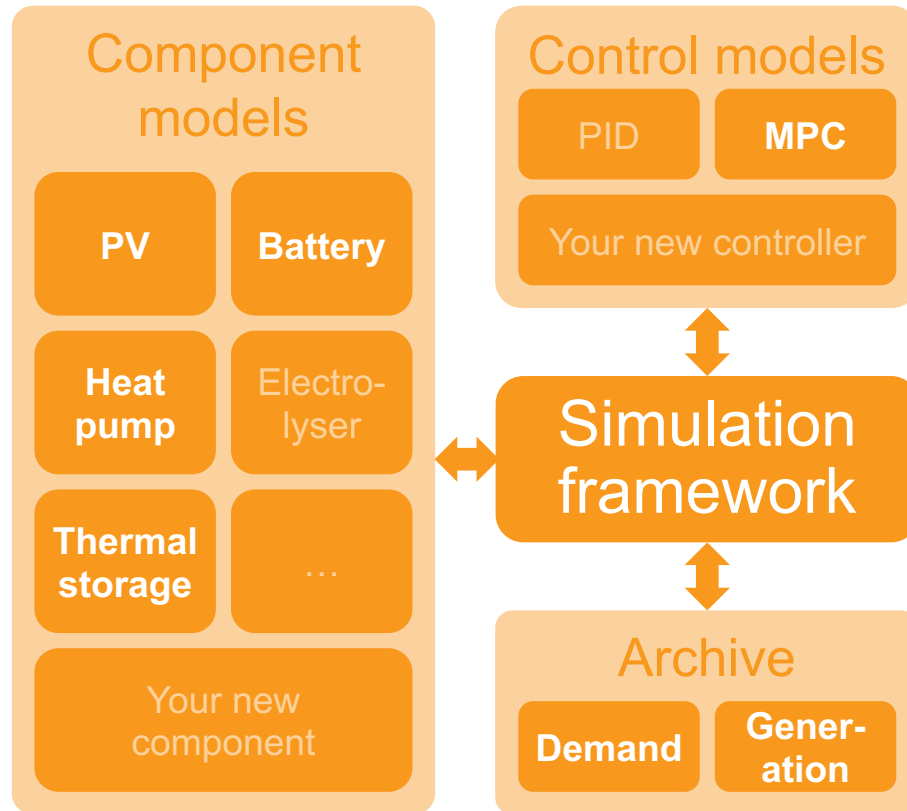 Component
models
PV
Battery
Heat
pump
Electro-
lyser
Thermal
storage
...
Your new
component
Control models
PID
MPC
Your new controller
Simulation
framework
Archive
Demand
Gener-
ation